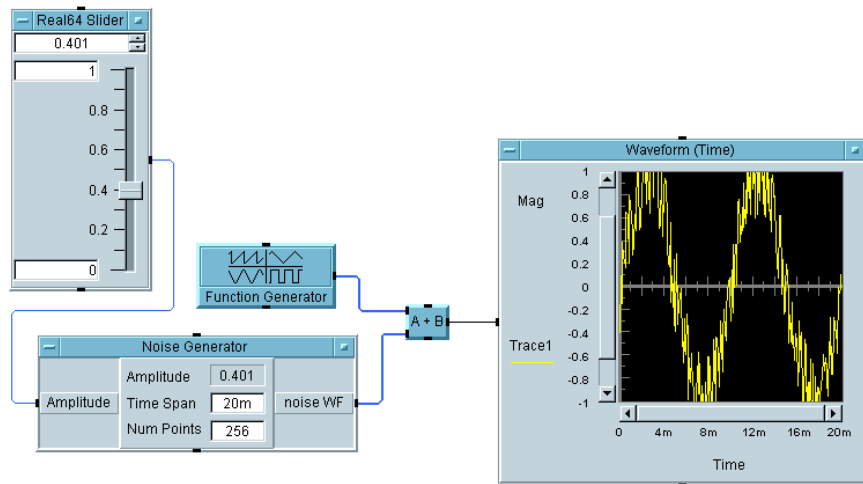 Real64 Slider
0.401
1
0.8
0.6
0.4
0.2
0
Function Generator
A + B
Noise Generator
Amplitude
Amplitude 0.401
Time Span 20m
Num Points 256
noise WF
Waveform (Time)
Mag
Trace1
1
0.8
0.6
0.4
0.2
0
-0.2
-0.4
-0.6
-0.8
-1
0 4m 8m 12m 16m 20m
Time